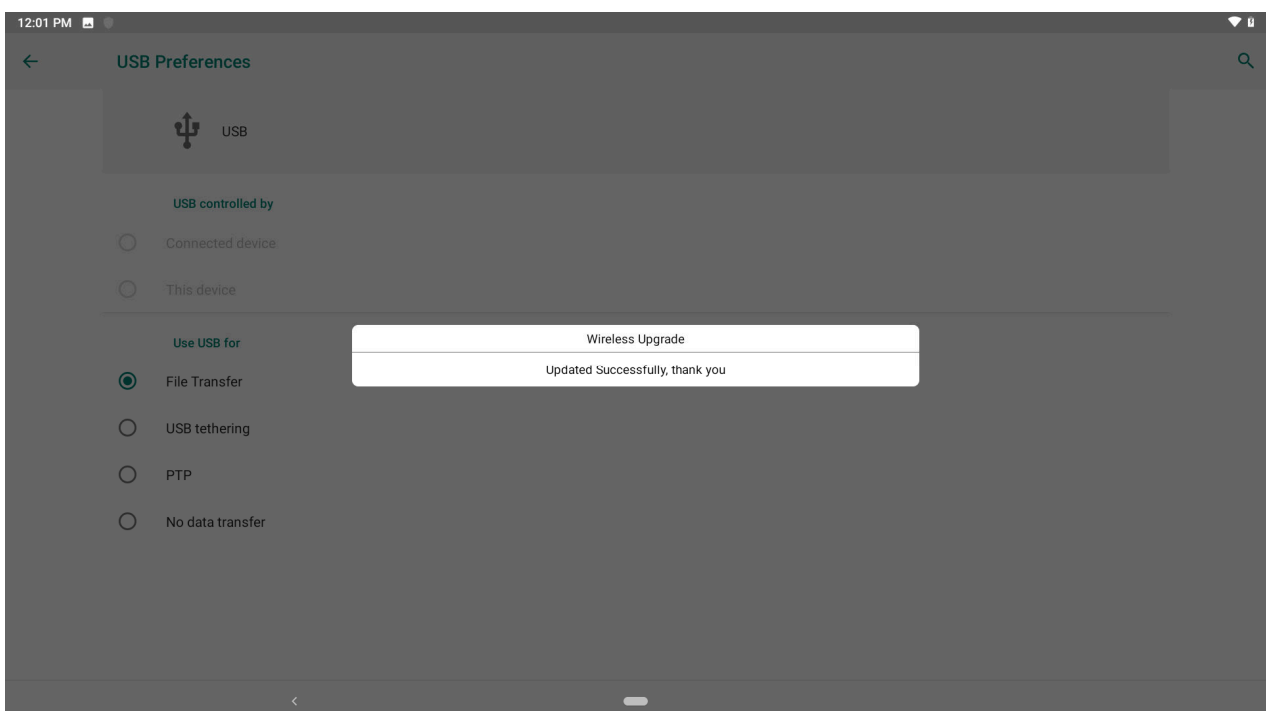 12:01 PM
USB Preferences
USB
USB controlled by
Connected device
This device
Use USB for
Wireless Upgrade
Updated Successfully, thank you
File Transfer
USB tethering
PTP
No data transfer